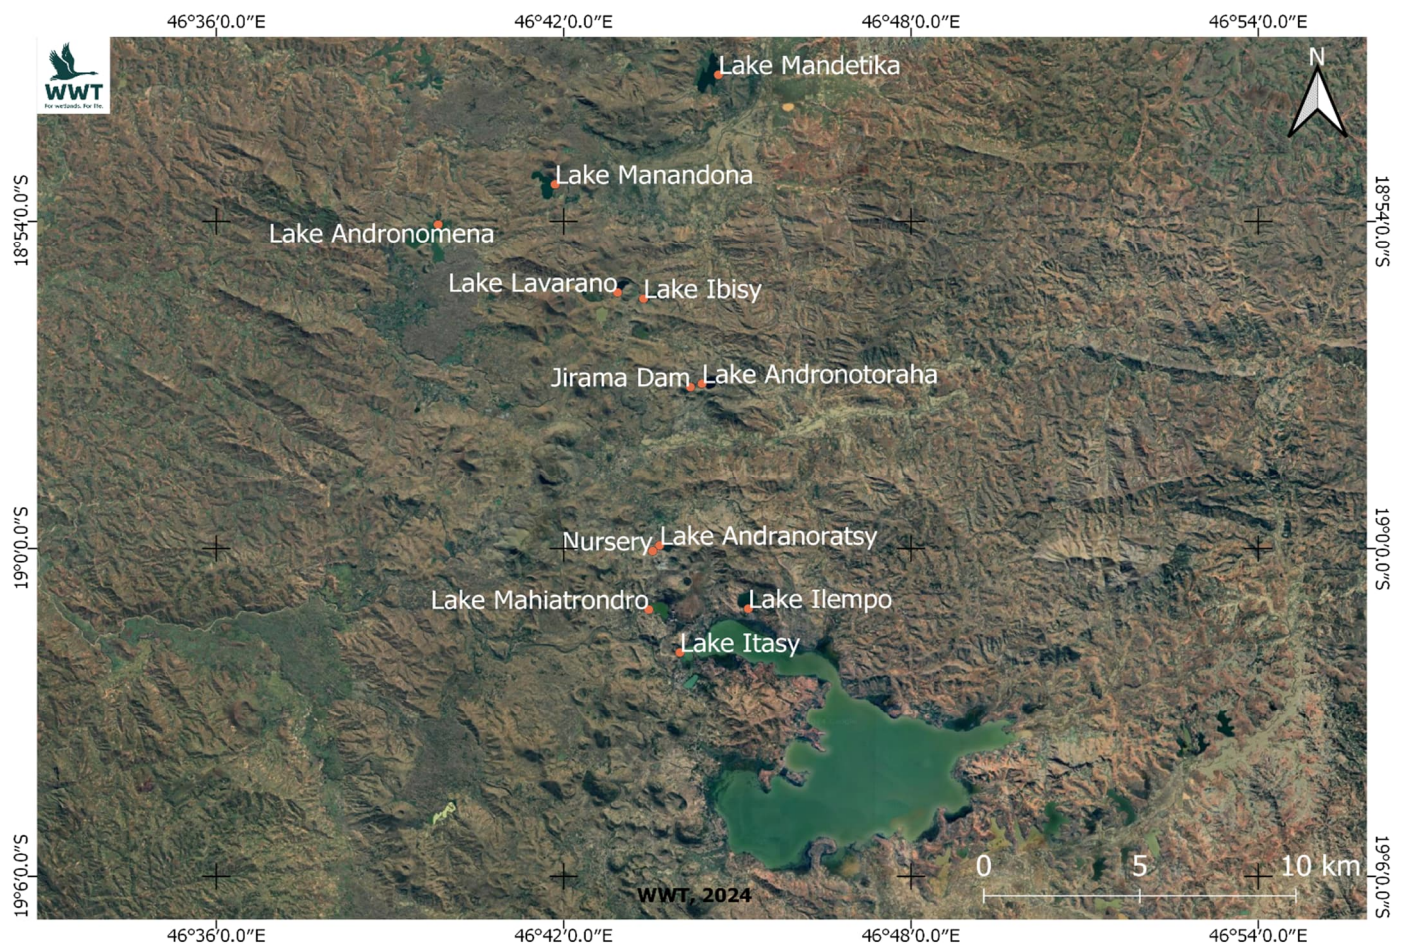 46°36′0.0″E 46°42′0.0″E 46°48′0.0″E 46°54′0.0″E
WWT
For wetlands. For life.
N
Lake Mandetika
Lake Manandona
18°54′0.0″S 18°54′0.0″S
Lake Andronomena
Lake Lavarano
Lake Ibisy
Jirama Dam
Lake Andronotoraha
19°0′0.0″S 19°0′0.0″S
Nursery
Lake Andranoratsy
Lake Mahiatrondro
Lake Ilempo
Lake Itasy
0 5 10 km
19°6′0.0″S 19°6′0.0″S
WWT, 2024
46°36′0.0″E 46°42′0.0″E 46°48′0.0″E 46°54′0.0″E